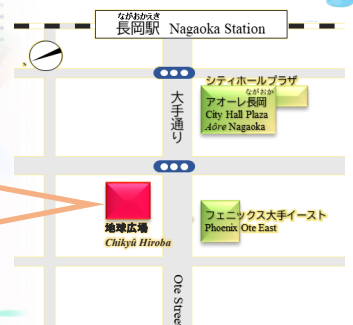 ながおかえき
長岡駅 Nagaoka Station
シティホールプラザ
ながおか
アオーレ長岡
City Hall Plaza
Aōre Nagaoka
大手通り
地球広場
Chikyū Hiroba
フェニックス大手イースト
Phoenix Ote East
Ote Street